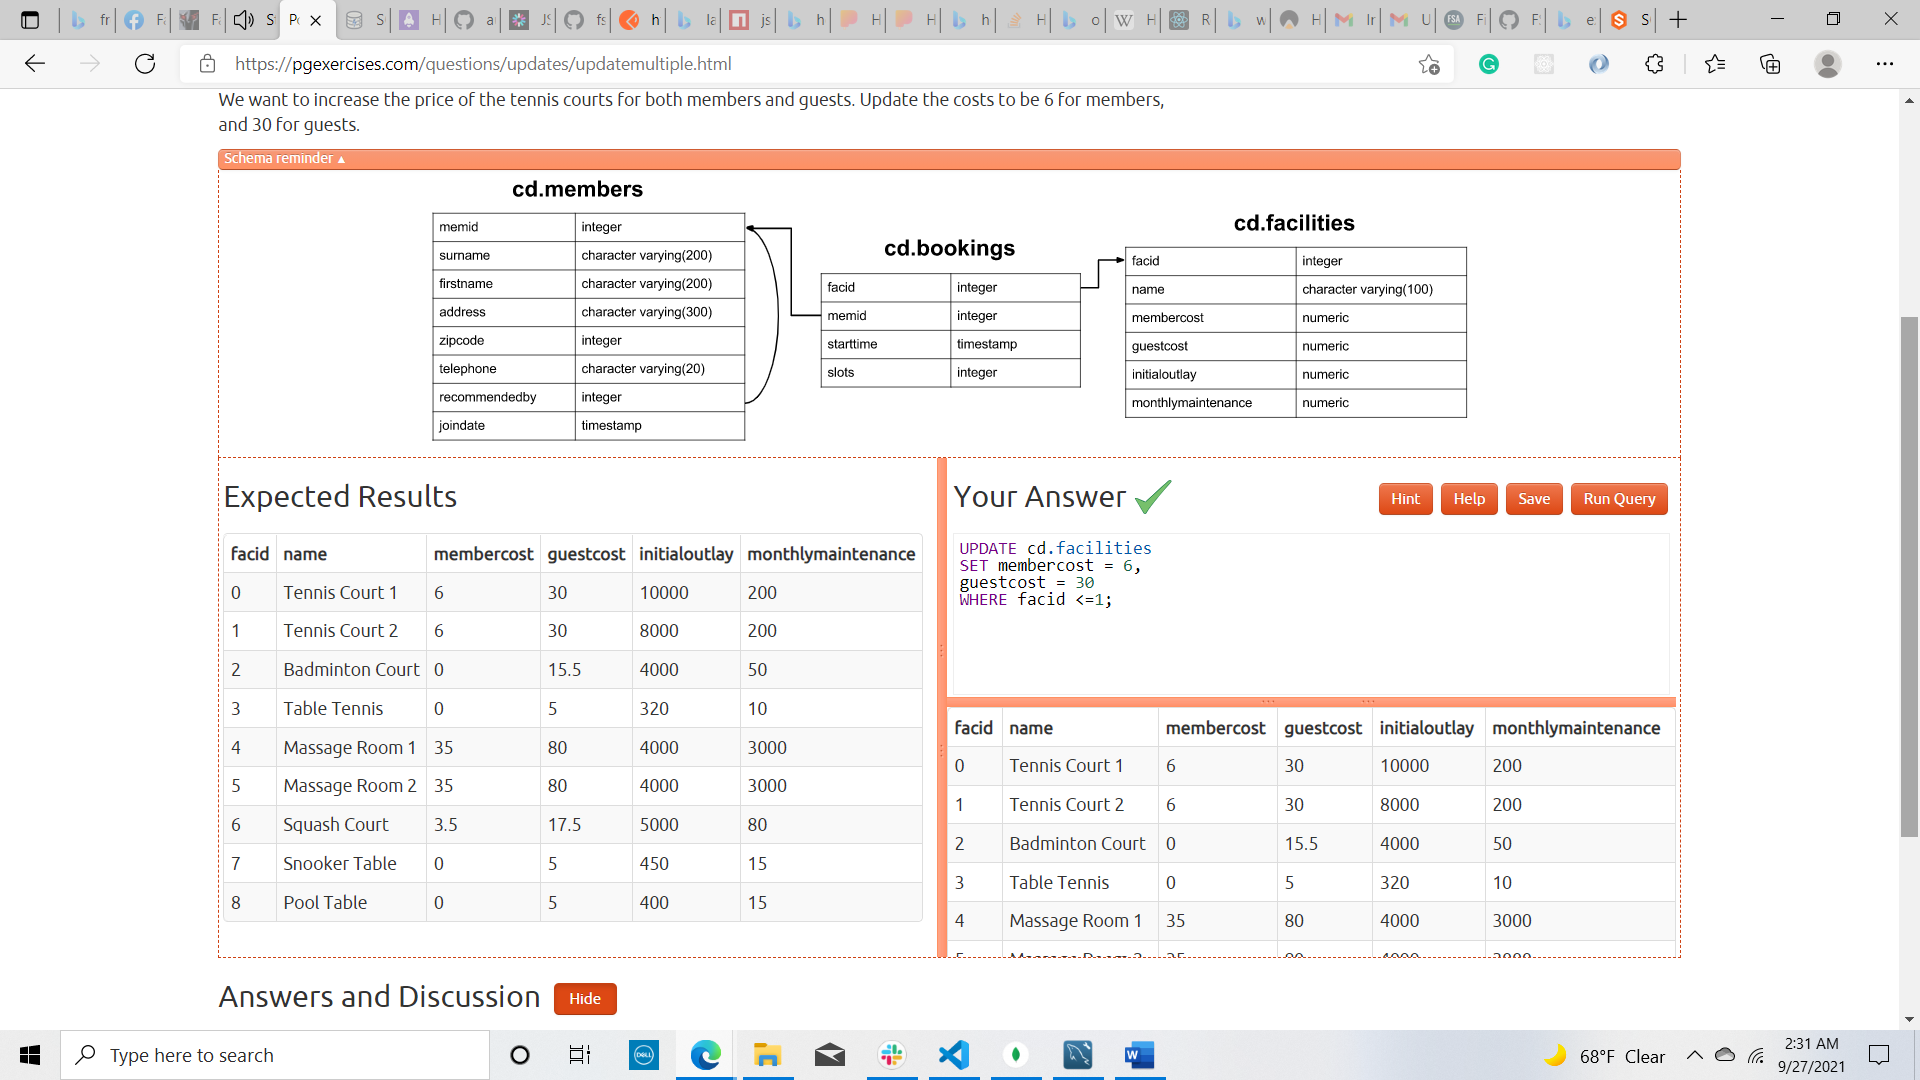 https://pgexercises.com/questions/updates/updatemultiple.html
We want to increase the price of the tennis courts for both members and guests. Update the costs to be 6 for members,
and 30 for guests.
Schema reminder ▲
cd.members
memid integer
surname character varying(200)
firstname character varying(200)
address character varying(300)
zipcode integer
telephone character varying(20)
recommendedby integer
joindate timestamp
cd.bookings
facid integer
memid integer
starttime timestamp
slots integer
cd.facilities
facid integer
name character varying(100)
membercost numeric
guestcost numeric
initialoutlay numeric
monthlymaintenance numeric
Expected Results
facid name membercost guestcost initialoutlay monthlymaintenance
0 Tennis Court 1 6 30 10000 200
1 Tennis Court 2 6 30 8000 200
2 Badminton Court 0 15.5 4000 50
3 Table Tennis 0 5 320 10
4 Massage Room 1 35 80 4000 3000
5 Massage Room 2 35 80 4000 3000
6 Squash Court 3.5 17.5 5000 80
7 Snooker Table 0 5 450 15
8 Pool Table 0 5 400 15
Your Answer
Hint Help Save Run Query
UPDATE cd.facilities
SET membercost = 6,
guestcost = 30
WHERE facid <=1;
facid name membercost guestcost initialoutlay monthlymaintenance
0 Tennis Court 1 6 30 10000 200
1 Tennis Court 2 6 30 8000 200
2 Badminton Court 0 15.5 4000 50
3 Table Tennis 0 5 320 10
4 Massage Room 1 35 80 4000 3000
Answers and Discussion Hide
Type here to search
DELL
68°F Clear
2:31 AM
9/27/2021